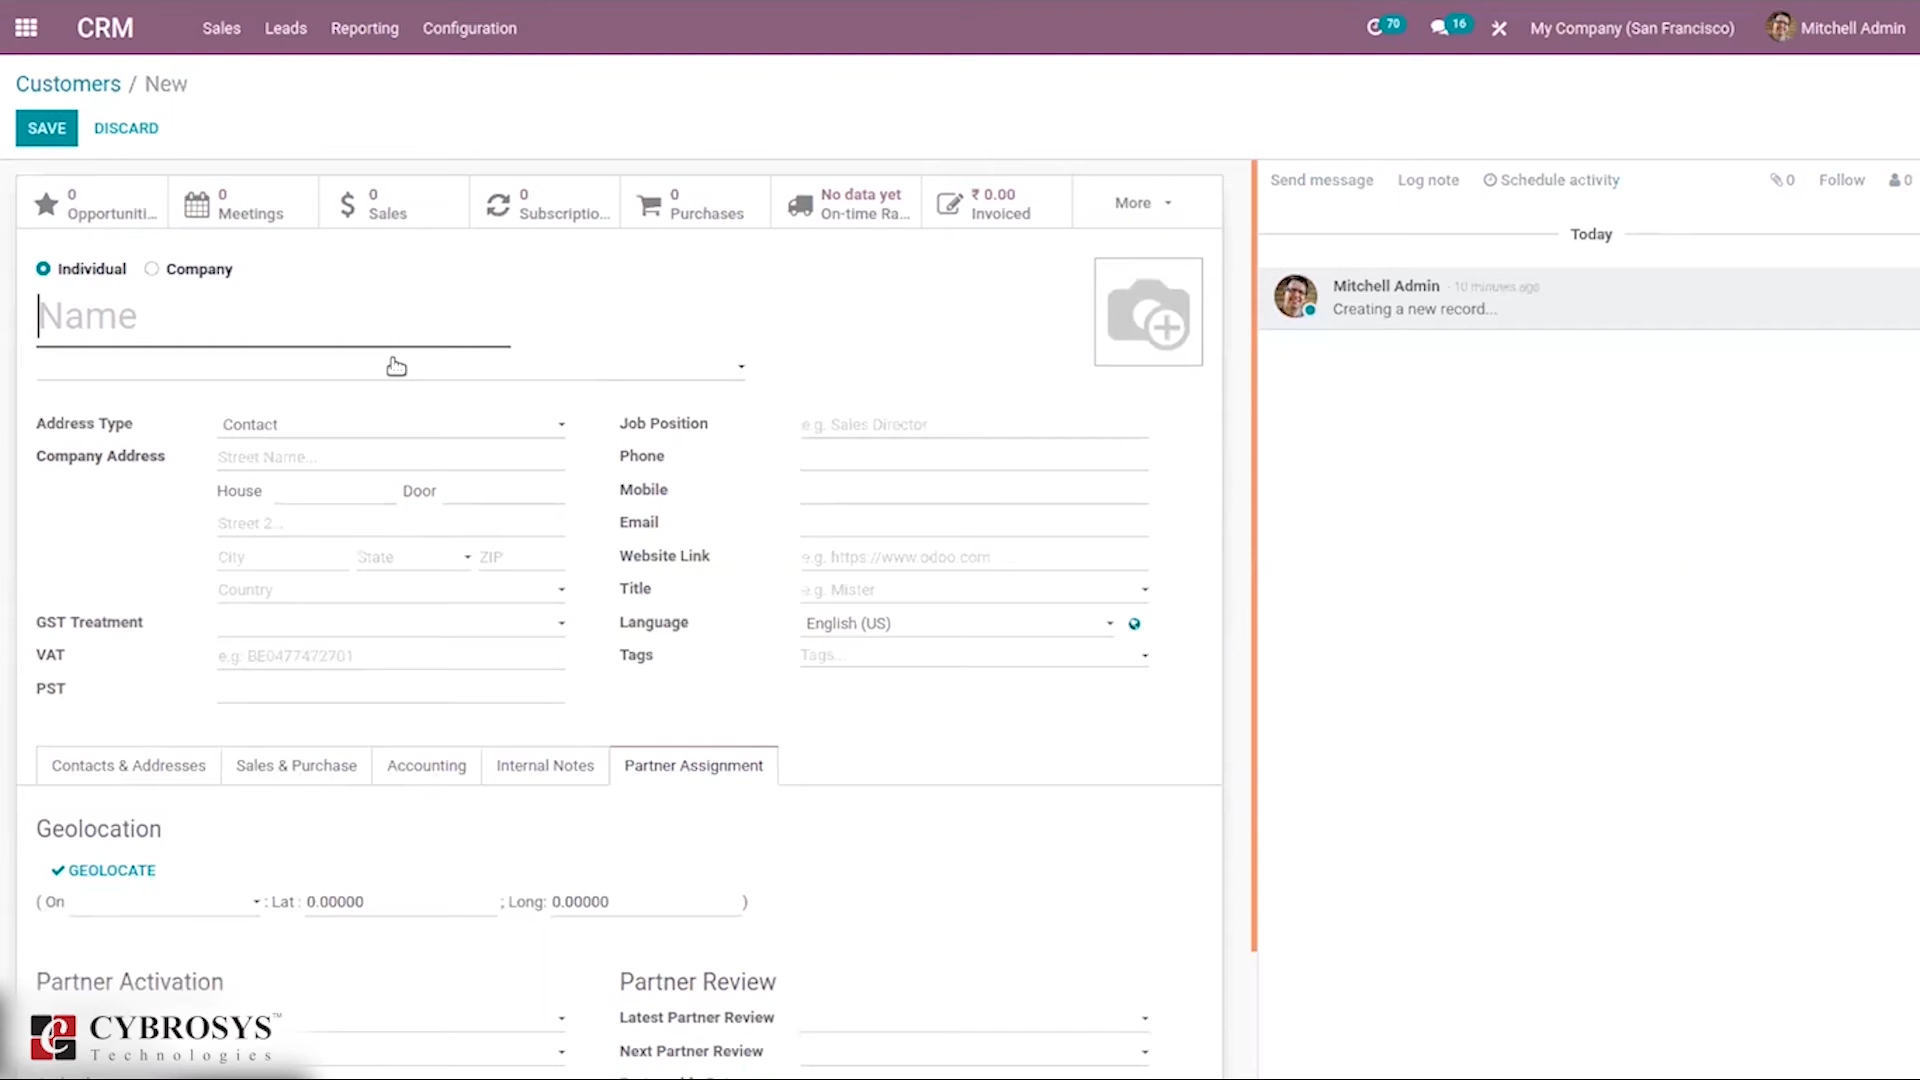 CRM Sales Leads Reporting Configuration 70 16 My Company (San Francisco) Mitchell Admin
Customers / New
SAVE DISCARD
0 Opportuniti...
0 Meetings
0 Sales
0 Subscriptio...
0 Purchases
No data yet On-time Ra...
₹ 0.00 Invoiced
More
Send message Log note Schedule activity 0 Follow 0
Today
Mitchell Admin - 10 minutes ago
Creating a new record...
Individual Company
Name
Address Type Contact
Company Address Street Name...
House Door
Street 2...
City State ZIP
Country
GST Treatment
VAT e.g: BE0477472701
PST
Job Position e.g. Sales Director
Phone
Mobile
Email
Website Link e.g. https://www.odoo.com
Title e.g. Mister
Language English (US)
Tags Tags...
Contacts & Addresses Sales & Purchase Accounting Internal Notes Partner Assignment
Geolocation
GEOLOCATE
( On : Lat : 0.00000 ; Long: 0.00000 )
Partner Activation
Partner Review
Latest Partner Review
Next Partner Review
CYBROSYS™
Technologies